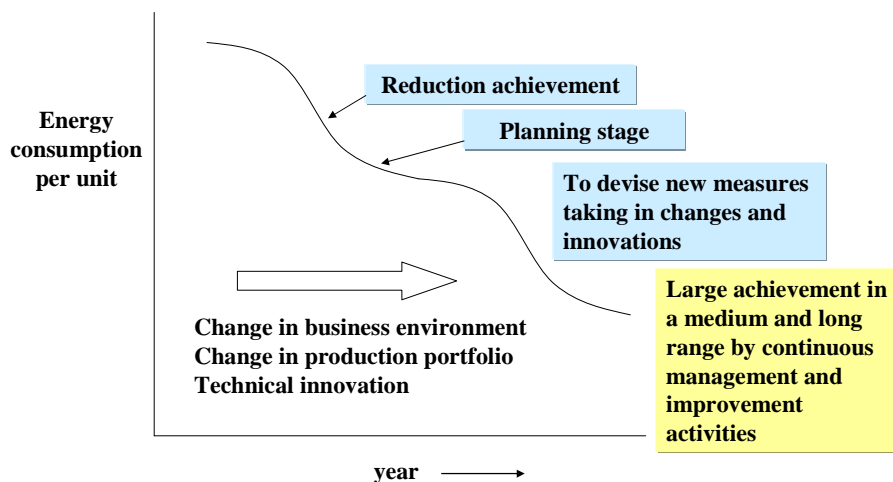 Energy
consumption
per unit
Reduction achievement
Planning stage
To devise new measures
taking in changes and
innovations
Change in business environment
Change in production portfolio
Technical innovation
Large achievement in
a medium and long
range by continuous
management and
improvement
activities
year